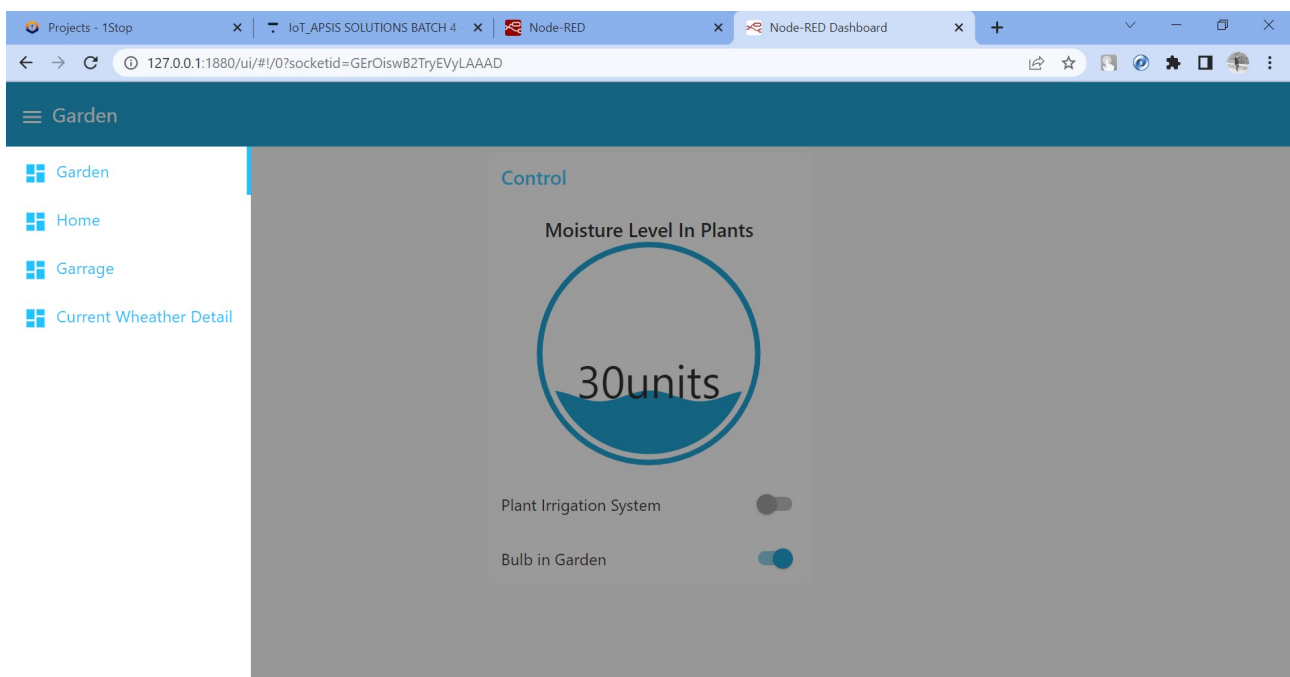 Projects - 1Stop
IoT_APSIS SOLUTIONS BATCH 4 -
Node-RED
Node-RED Dashboard
127.0.0.1:1880/ui/#!/0?socketid=GErOiswB2TryEVyLAAAD
Garden
Garden
Home
Garrage
Current Wheather Detail
Control
Moisture Level In Plants
30units
Plant Irrigation System
Bulb in Garden